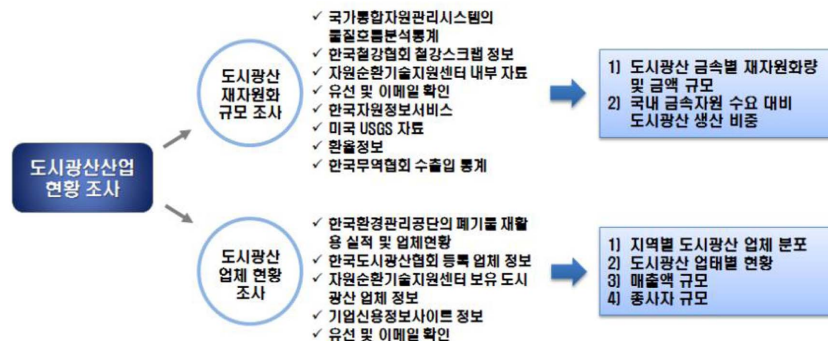 도시광산산업
현황 조사
도시광산
재자원화
규모 조사
✓ 국가통합자원관리시스템의
물질흐름분석통계
✓ 한국철강협회 철강스크랩 정보
✓ 자원순환기술지원센터 내부 자료
✓ 유선 및 이메일 확인
✓ 한국자원정보서비스
✓ 미국 USGS 자료
✓ 환율정보
✓ 한국무역협회 수출입 통계
1) 도시광산 금속별 재자원화량
및 금액 규모
2) 국내 금속자원 수요 대비
도시광산 생산 비중
도시광산
업체 현황
조사
✓ 한국환경관리공단의 폐기물 재활
용 실적 및 업체현황
✓ 한국도시광산협회 등록 업체 정보
✓ 자원순환기술지원센터 보유 도시
광산 업체 정보
✓ 기업신용정보사이트 정보
✓ 유선 및 이메일 확인
1) 지역별 도시광산 업체 분포
2) 도시광산 업태별 현황
3) 매출액 규모
4) 종사자 규모